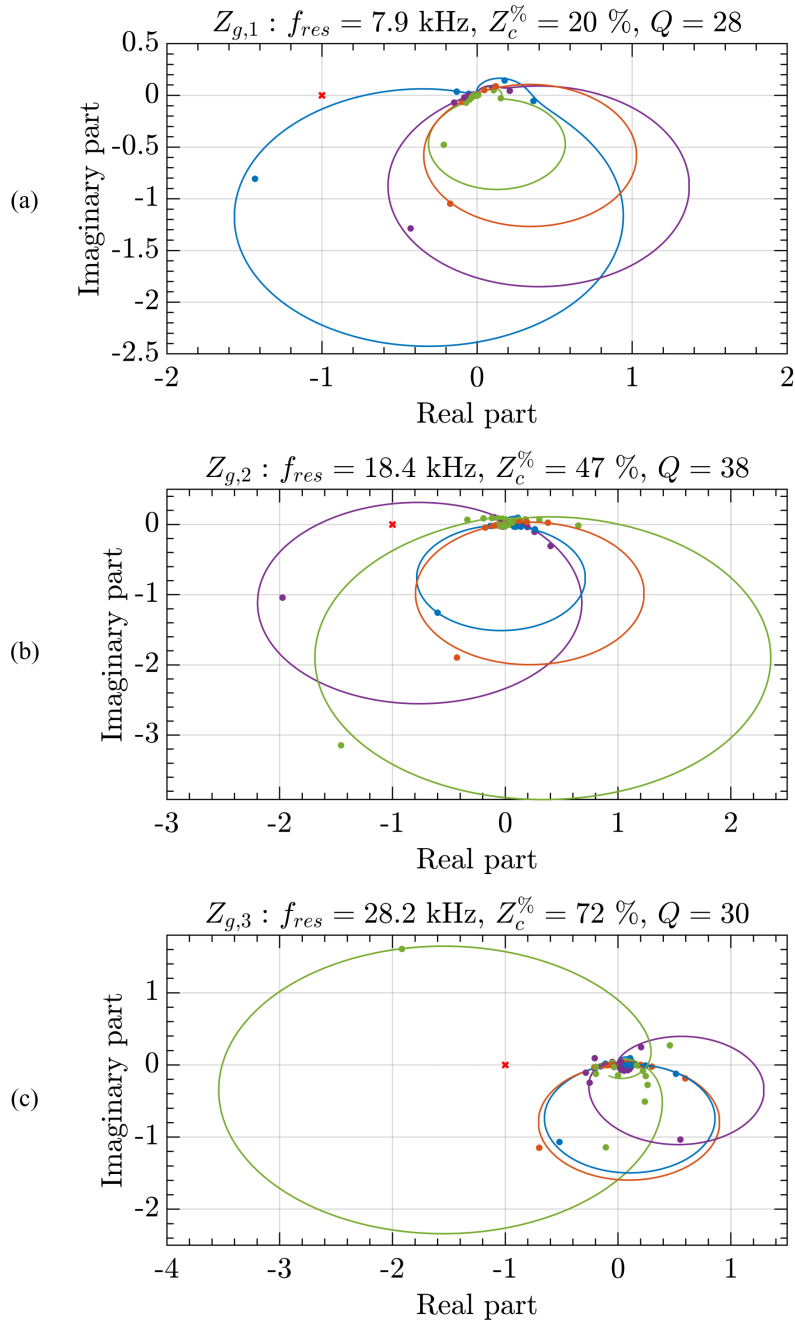 Z_{g,1} : f_{res} = 7.9 kHz, Z_c^% = 20 %, Q = 28
0.5
0
-0.5
-1
-1.5
-2
-2.5
Imaginary part
(a)
-2 -1 0 1 2
Real part
Z_{g,2} : f_{res} = 18.4 kHz, Z_c^% = 47 %, Q = 38
0
-1
-2
-3
Imaginary part
(b)
-3 -2 -1 0 1 2
Real part
Z_{g,3} : f_{res} = 28.2 kHz, Z_c^% = 72 %, Q = 30
1
0
-1
-2
Imaginary part
(c)
-4 -3 -2 -1 0 1
Real part